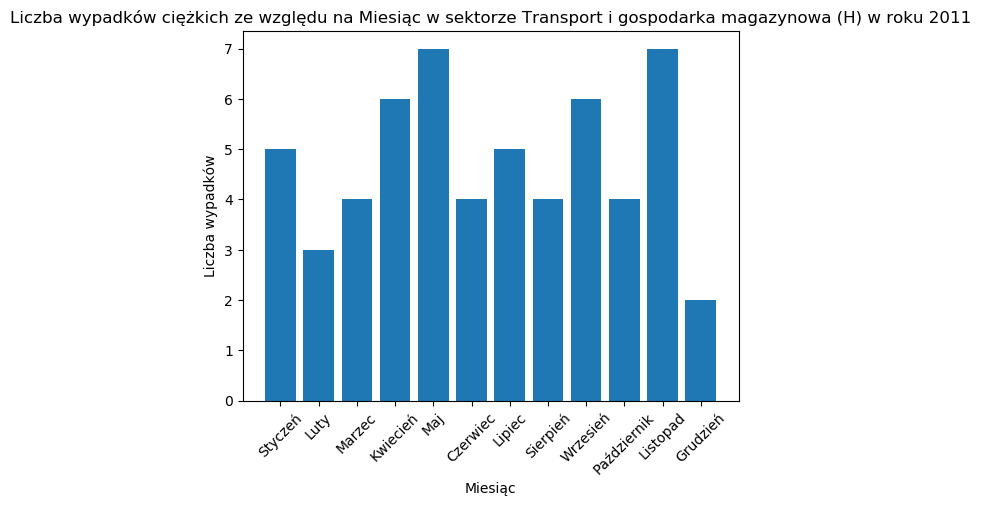 Liczba wypadków ciężkich ze względu na Miesiąc w sektorze Transport i gospodarka magazynowa (H) w roku 2011
7
6
5
4
3
2
1
0
Liczba wypadków
Styczeń
Luty
Marzec
Kwiecień
Maj
Czerwiec
Lipiec
Sierpień
Wrzesień
Październik
Listopad
Grudzień
Miesiąc